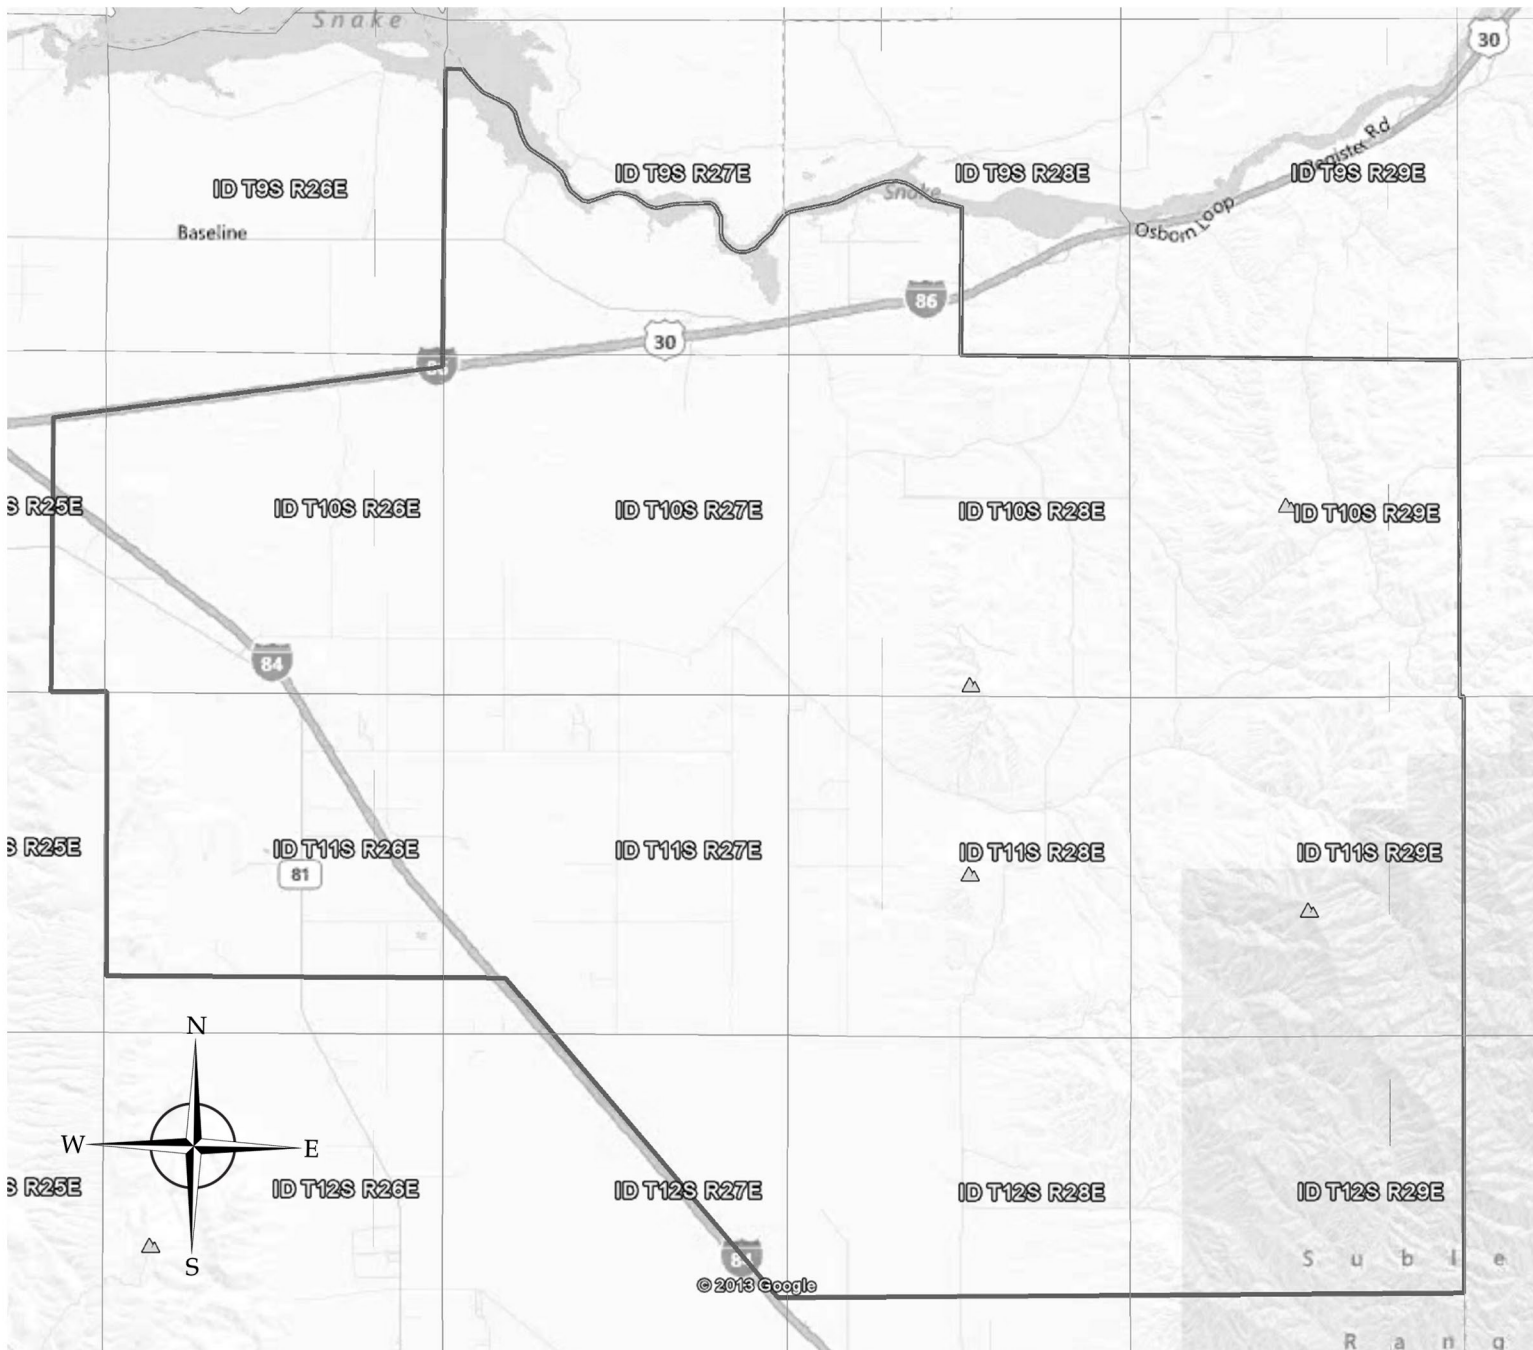 Snake
30
Register Rd
ID T9S R26E
ID T9S R27E
ID T9S R28E
ID T9S R29E
Snake
Baseline
Osborn Loop
86
30
S R25E
ID T10S R26E
ID T10S R27E
ID T10S R28E
ID T10S R29E
84
S R25E
ID T11S R26E
ID T11S R27E
ID T11S R28E
ID T11S R29E
81
N
W
E
S
S R25E
ID T12S R26E
ID T12S R27E
ID T12S R28E
ID T12S R29E
84
Suble
© 2013 Google
Rang